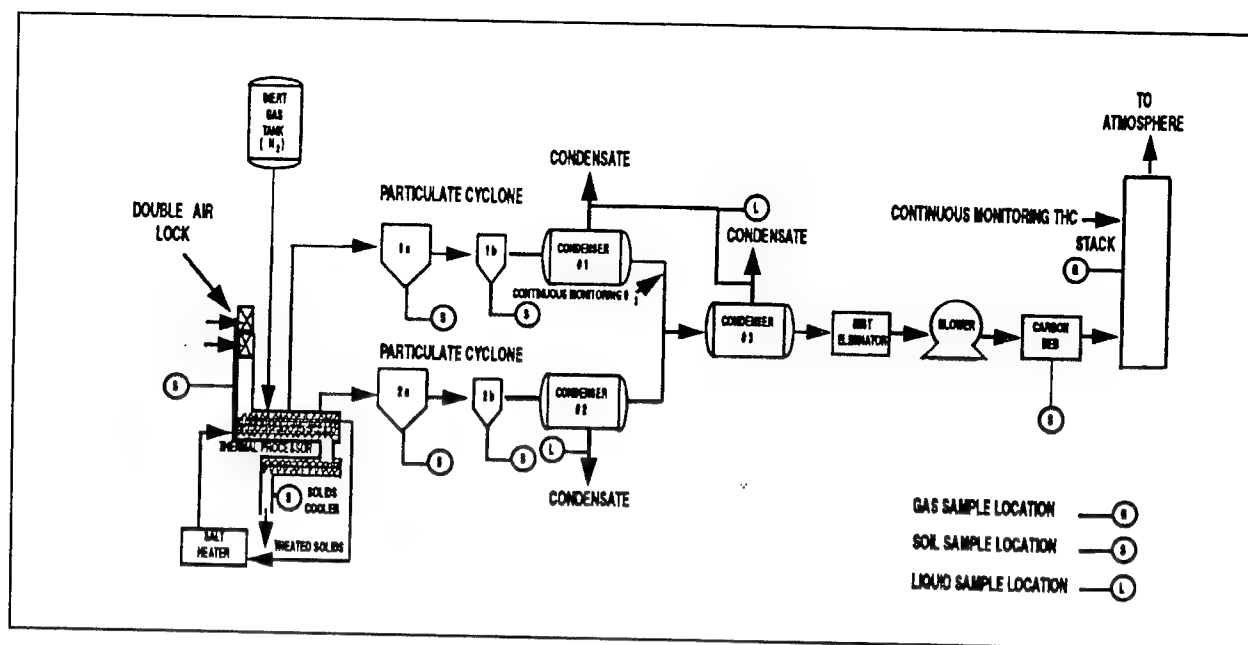 INERT
GAS
TANK
( N2 )
DOUBLE AIR
LOCK
PARTICULATE CYCLONE
1a
1b
CONDENSATE
CONDENSER
#1
CONTINUOUS MONITORING
S
S
L
CONDENSATE
CONDENSER
#3
MIST
ELIMINATOR
BLOWER
CARBON
BED
S
CONTINUOUS MONITORING THC
STACK
TO
ATMOSPHERE
PARTICULATE CYCLONE
2a
2b
CONDENSER
#2
S
S
L
CONDENSATE
S
THERMAL PROCESSOR
S
SOLIDS
COOLER
TREATED SOLIDS
SALT
HEATER
GAS SAMPLE LOCATION
SOIL SAMPLE LOCATION
S
LIQUID SAMPLE LOCATION
L